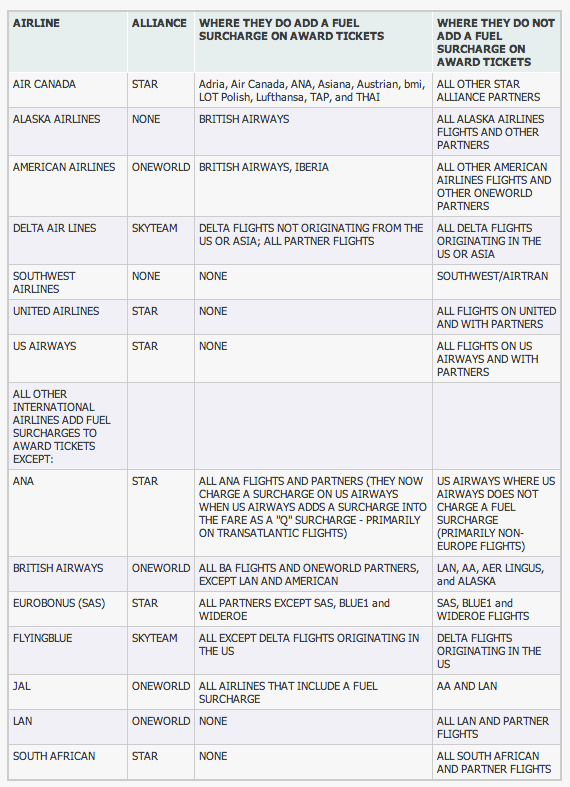 AIRLINE
ALLIANCE
WHERE THEY DO ADD A FUEL
SURCHARGE ON AWARD TICKETS
WHERE THEY DO NOT
ADD A FUEL
SURCHARGE ON
AWARD TICKETS
AIR CANADA
STAR
Adria, Air Canada, ANA, Asiana, Austrian, bmi,
LOT Polish, Lufthansa, TAP, and THAI
ALL OTHER STAR
ALLIANCE PARTNERS
ALASKA AIRLINES
NONE
BRITISH AIRWAYS
ALL ALASKA AIRLINES
FLIGHTS AND OTHER
PARTNERS
AMERICAN AIRLINES
ONEWORLD
BRITISH AIRWAYS, IBERIA
ALL OTHER AMERICAN
AIRLINES FLIGHTS AND
OTHER ONEWORLD
PARTNERS
DELTA AIR LINES
SKYTEAM
DELTA FLIGHTS NOT ORIGINATING FROM THE
US OR ASIA; ALL PARTNER FLIGHTS
ALL DELTA FLIGHTS
ORIGINATING IN THE
US OR ASIA
SOUTHWEST
AIRLINES
NONE
NONE
SOUTHWEST/AIRTRAN
UNITED AIRLINES
STAR
NONE
ALL FLIGHTS ON UNITED
AND WITH PARTNERS
US AIRWAYS
STAR
NONE
ALL FLIGHTS ON US
AIRWAYS AND WITH
PARTNERS
ALL OTHER
INTERNATIONAL
AIRLINES ADD FUEL
SURCHARGES TO
AWARD TICKETS
EXCEPT:
ANA
STAR
ALL ANA FLIGHTS AND PARTNERS (THEY NOW
CHARGE A SURCHARGE ON US AIRWAYS
WHEN US AIRWAYS ADDS A SURCHARGE INTO
THE FARE AS A "Q" SURCHARGE - PRIMARILY
ON TRANSATLANTIC FLIGHTS)
US AIRWAYS WHERE US
AIRWAYS DOES NOT
CHARGE A FUEL
SURCHARGE
(PRIMARILY NON-
EUROPE FLIGHTS)
BRITISH AIRWAYS
ONEWORLD
ALL BA FLIGHTS AND ONEWORLD PARTNERS,
EXCEPT LAN AND AMERICAN
LAN, AA, AER LINGUS,
and ALASKA
EUROBONUS (SAS)
STAR
ALL PARTNERS EXCEPT SAS, BLUE1 and
WIDEROE
SAS, BLUE1 and
WIDEROE FLIGHTS
FLYINGBLUE
SKYTEAM
ALL EXCEPT DELTA FLIGHTS ORIGINATING IN
THE US
DELTA FLIGHTS
ORIGINATING IN THE
US
JAL
ONEWORLD
ALL AIRLINES THAT INCLUDE A FUEL
SURCHARGE
AA AND LAN
LAN
ONEWORLD
NONE
ALL LAN AND PARTNER
FLIGHTS
SOUTH AFRICAN
STAR
NONE
ALL SOUTH AFRICAN
AND PARTNER FLIGHTS